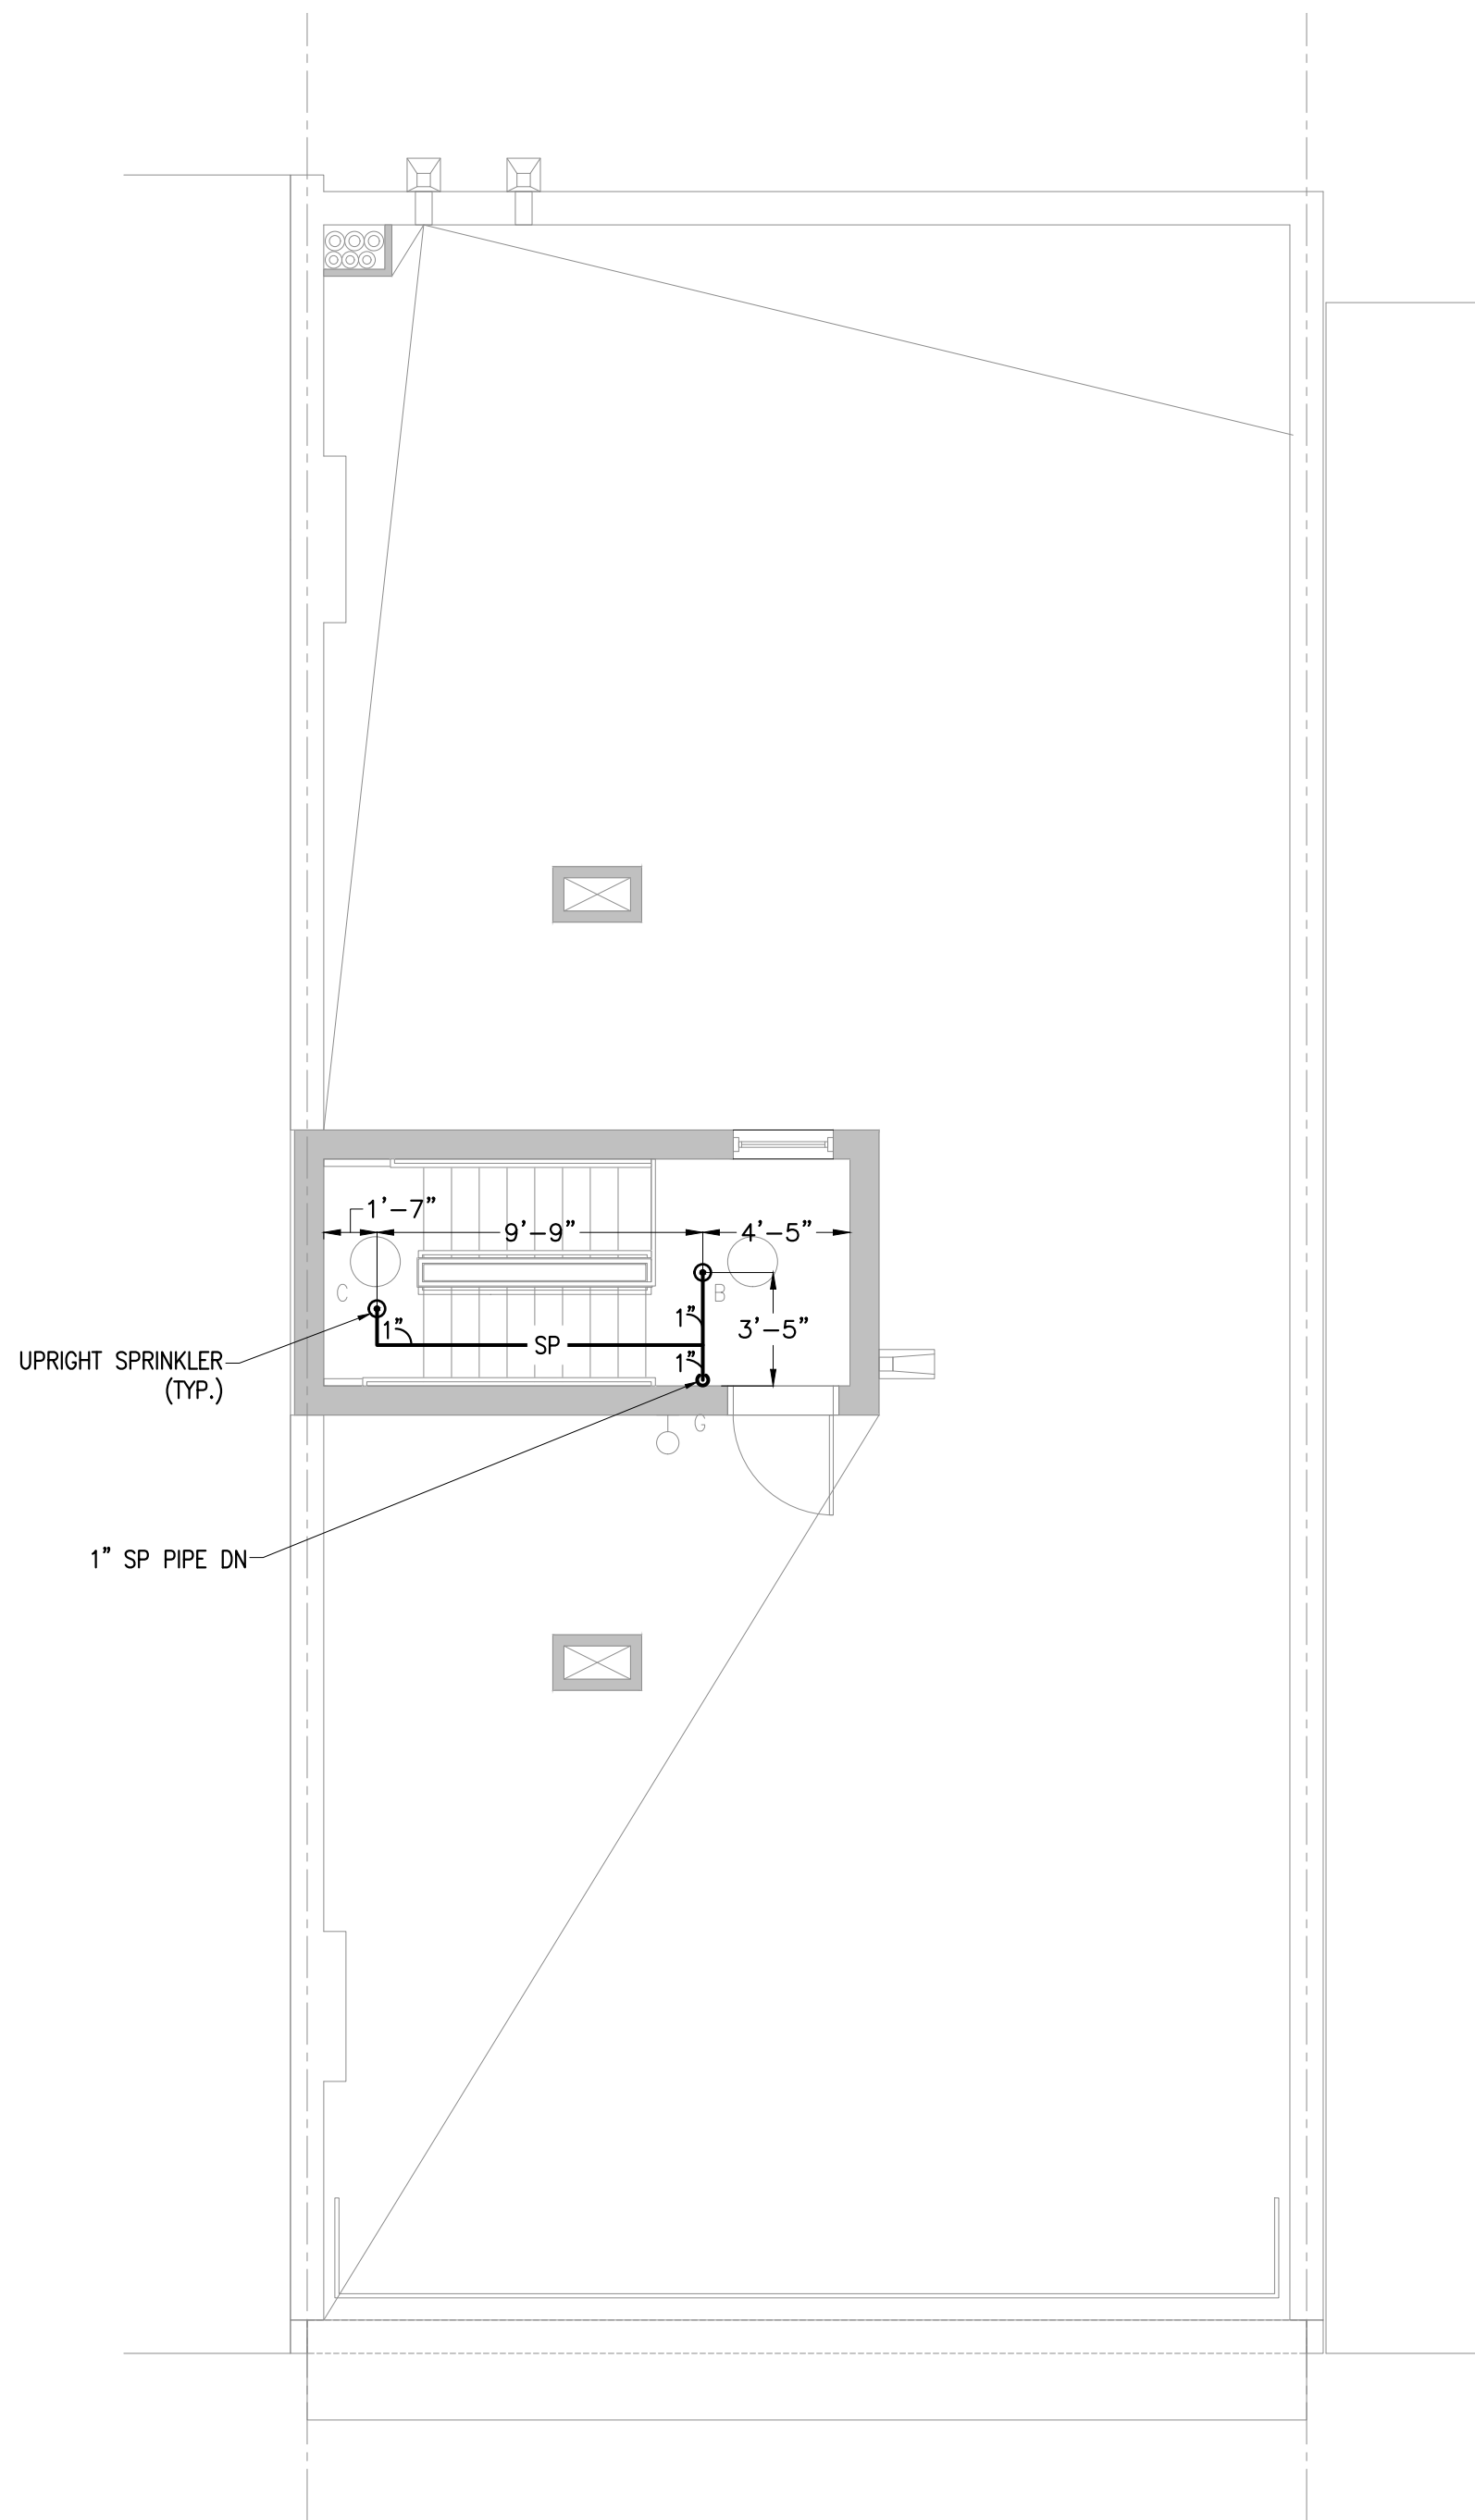 1'-7"
9'-9"
4'-5"
C
B
1"
3'-5"
1"
SP
UPRIGHT SPRINKLER
(TYP.)
1"
G
1" SP PIPE DN